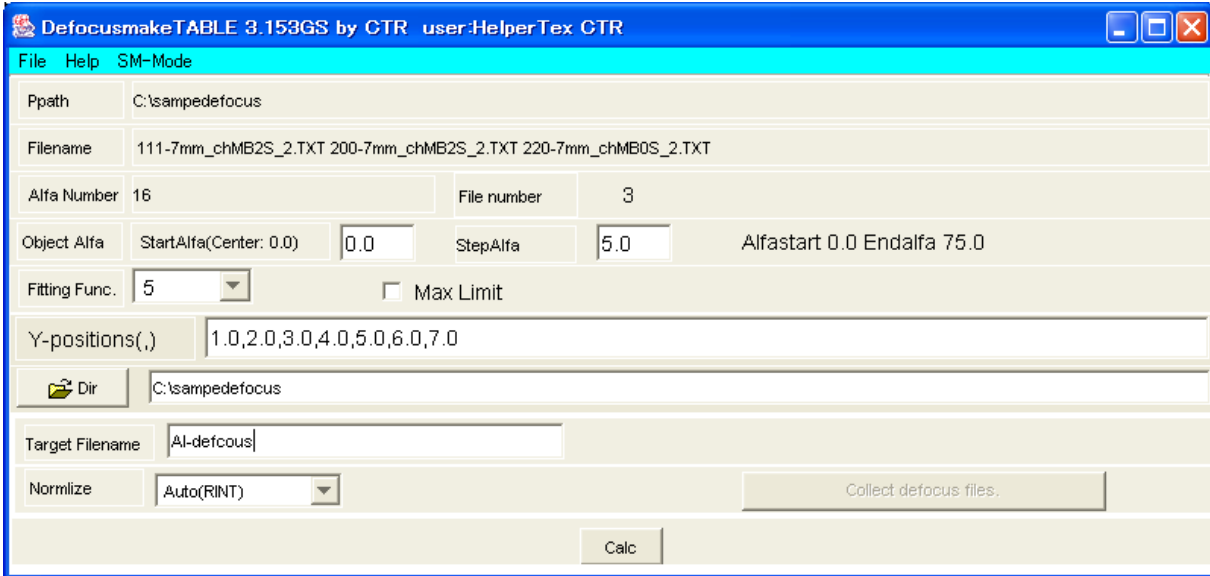 DefocusmakeTABLE 3.153GS by CTR user:HelperTex CTR
File Help SM-Mode
Ppath C:\sampedefocus
Filename 111-7mm_chMB2S_2.TXT 200-7mm_chMB2S_2.TXT 220-7mm_chMB0S_2.TXT
Alfa Number 16 File number 3
Object Alfa StartAlfa(Center: 0.0) 0.0 StepAlfa 5.0 Alfastart 0.0 Endalfa 75.0
Fitting Func. 5 Max Limit
Y-positions(,) 1.0,2.0,3.0,4.0,5.0,6.0,7.0
Dir C:\sampedefocus
Target Filename Al-defcous
Normlize Auto(RINT) Collect defocus files.
Calc